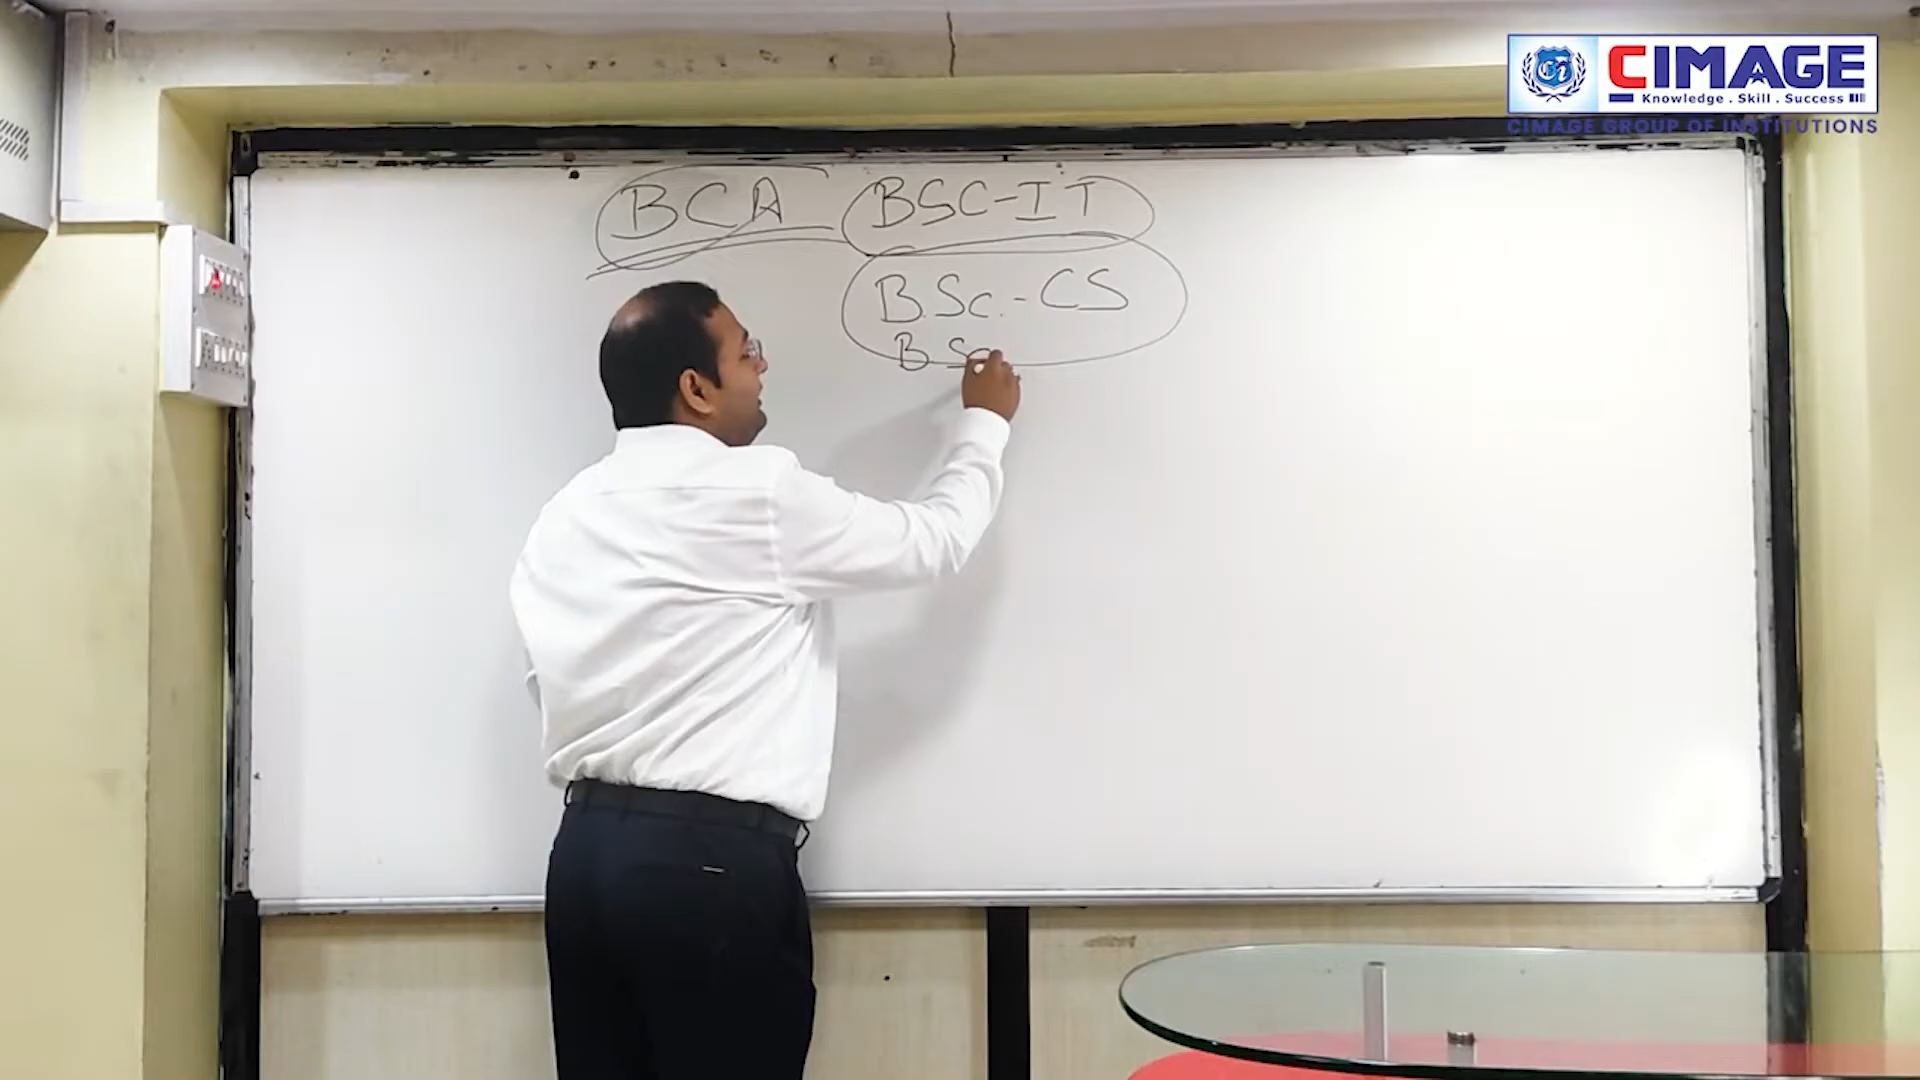 CIMAGE
Knowledge . Skill . Success
CIMAGE GROUP OF INSTITUTIONS
BCA BSC-IT
B.Sc.-CS
B Sc